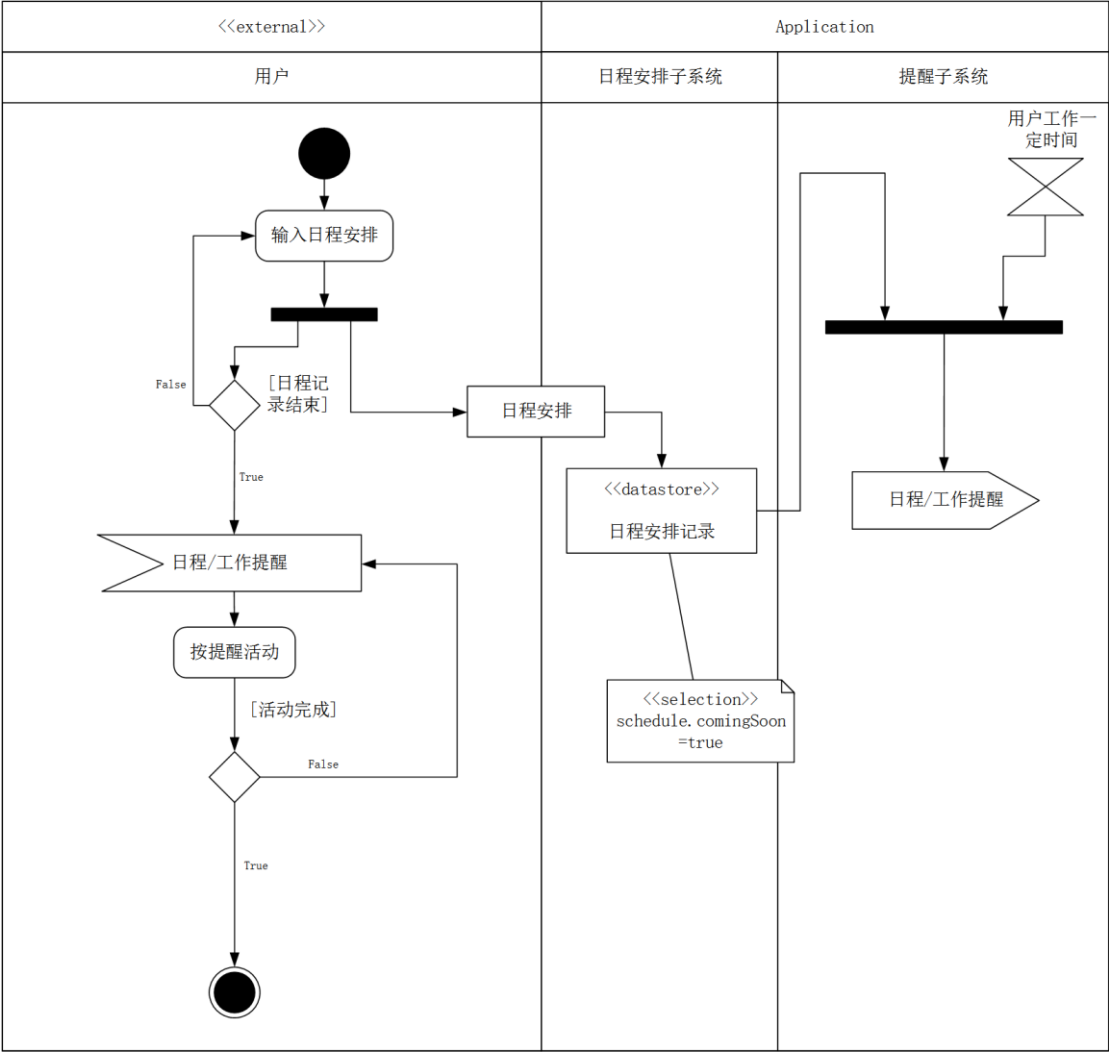 <<external>>
Application
用户
日程安排子系统
提醒子系统
用户工作一
定时间
输入日程安排
False
[日程记
录结束]
日程安排
True
<<datastore>>
日程安排记录
日程/工作提醒
日程/工作提醒
按提醒活动
[活动完成]
<<selection>>
schedule.comingSoon
=true
False
True